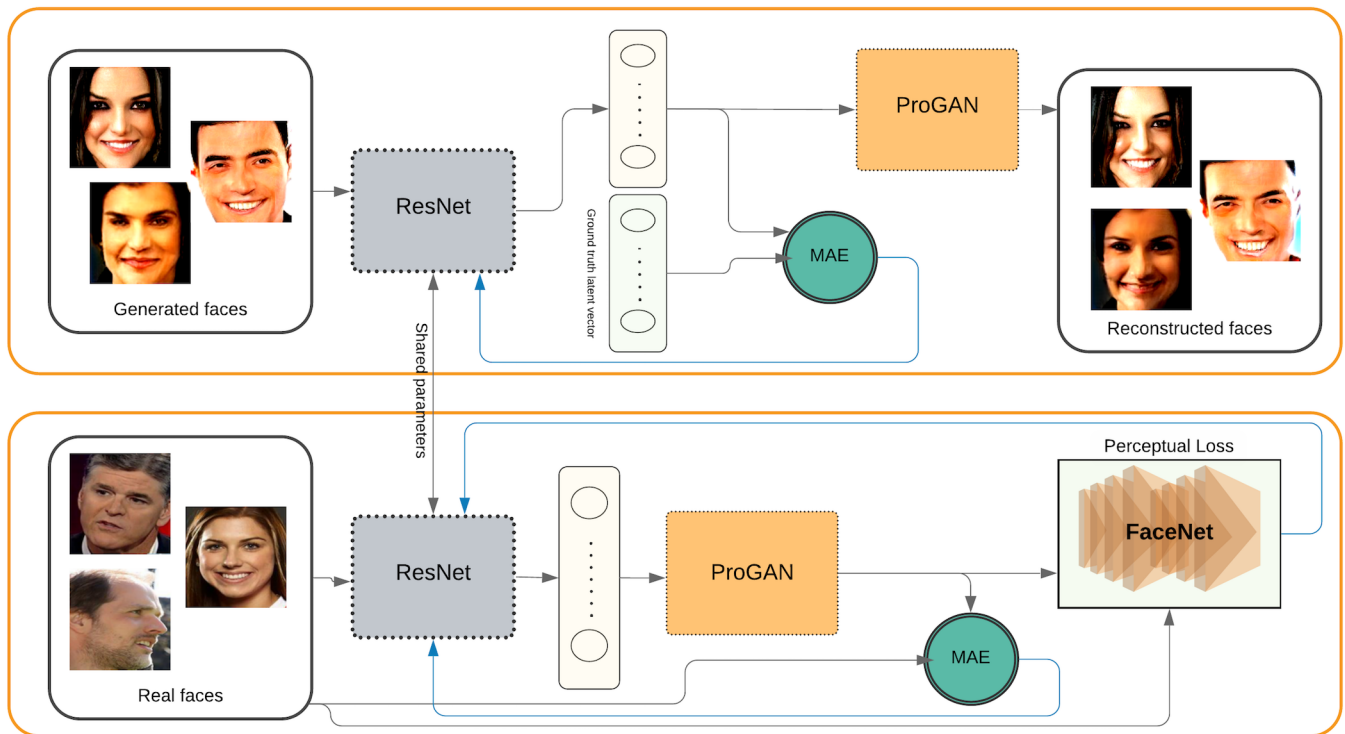 Generated faces
ResNet
Ground truth latent vector
MAE
ProGAN
Reconstructed faces
Shared parameters
Real faces
ResNet
ProGAN
MAE
Perceptual Loss
FaceNet